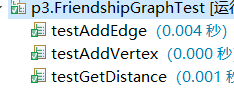 p3.FriendshipGraphTest [运行
testAddEdge (0.004 秒)
testAddVertex (0.000 秒)
testGetDistance (0.001 秒